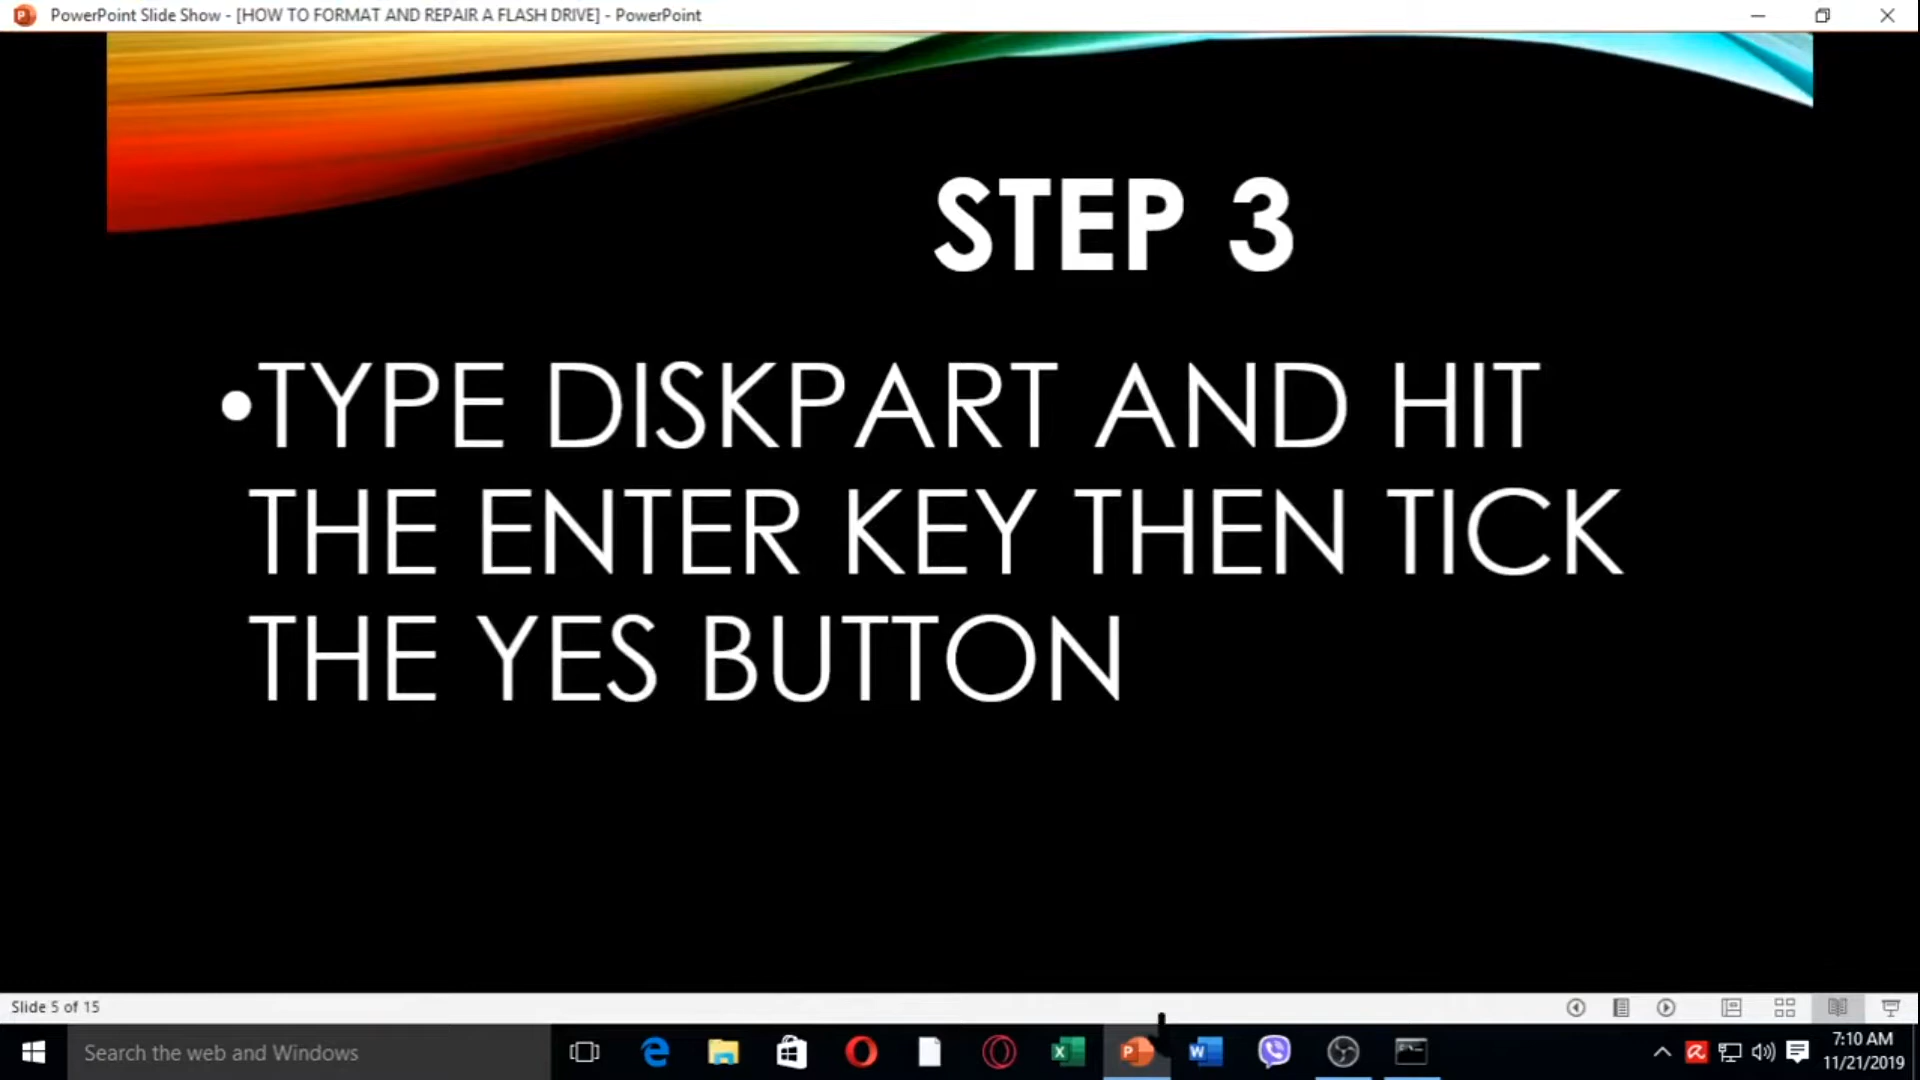 PowerPoint Slide Show - [HOW TO FORMAT AND REPAIR A FLASH DRIVE] - PowerPoint
STEP 3
•TYPE DISKPART AND HIT
THE ENTER KEY THEN TICK
THE YES BUTTON
Slide 5 of 15
Search the web and Windows
7:10 AM
11/21/2019